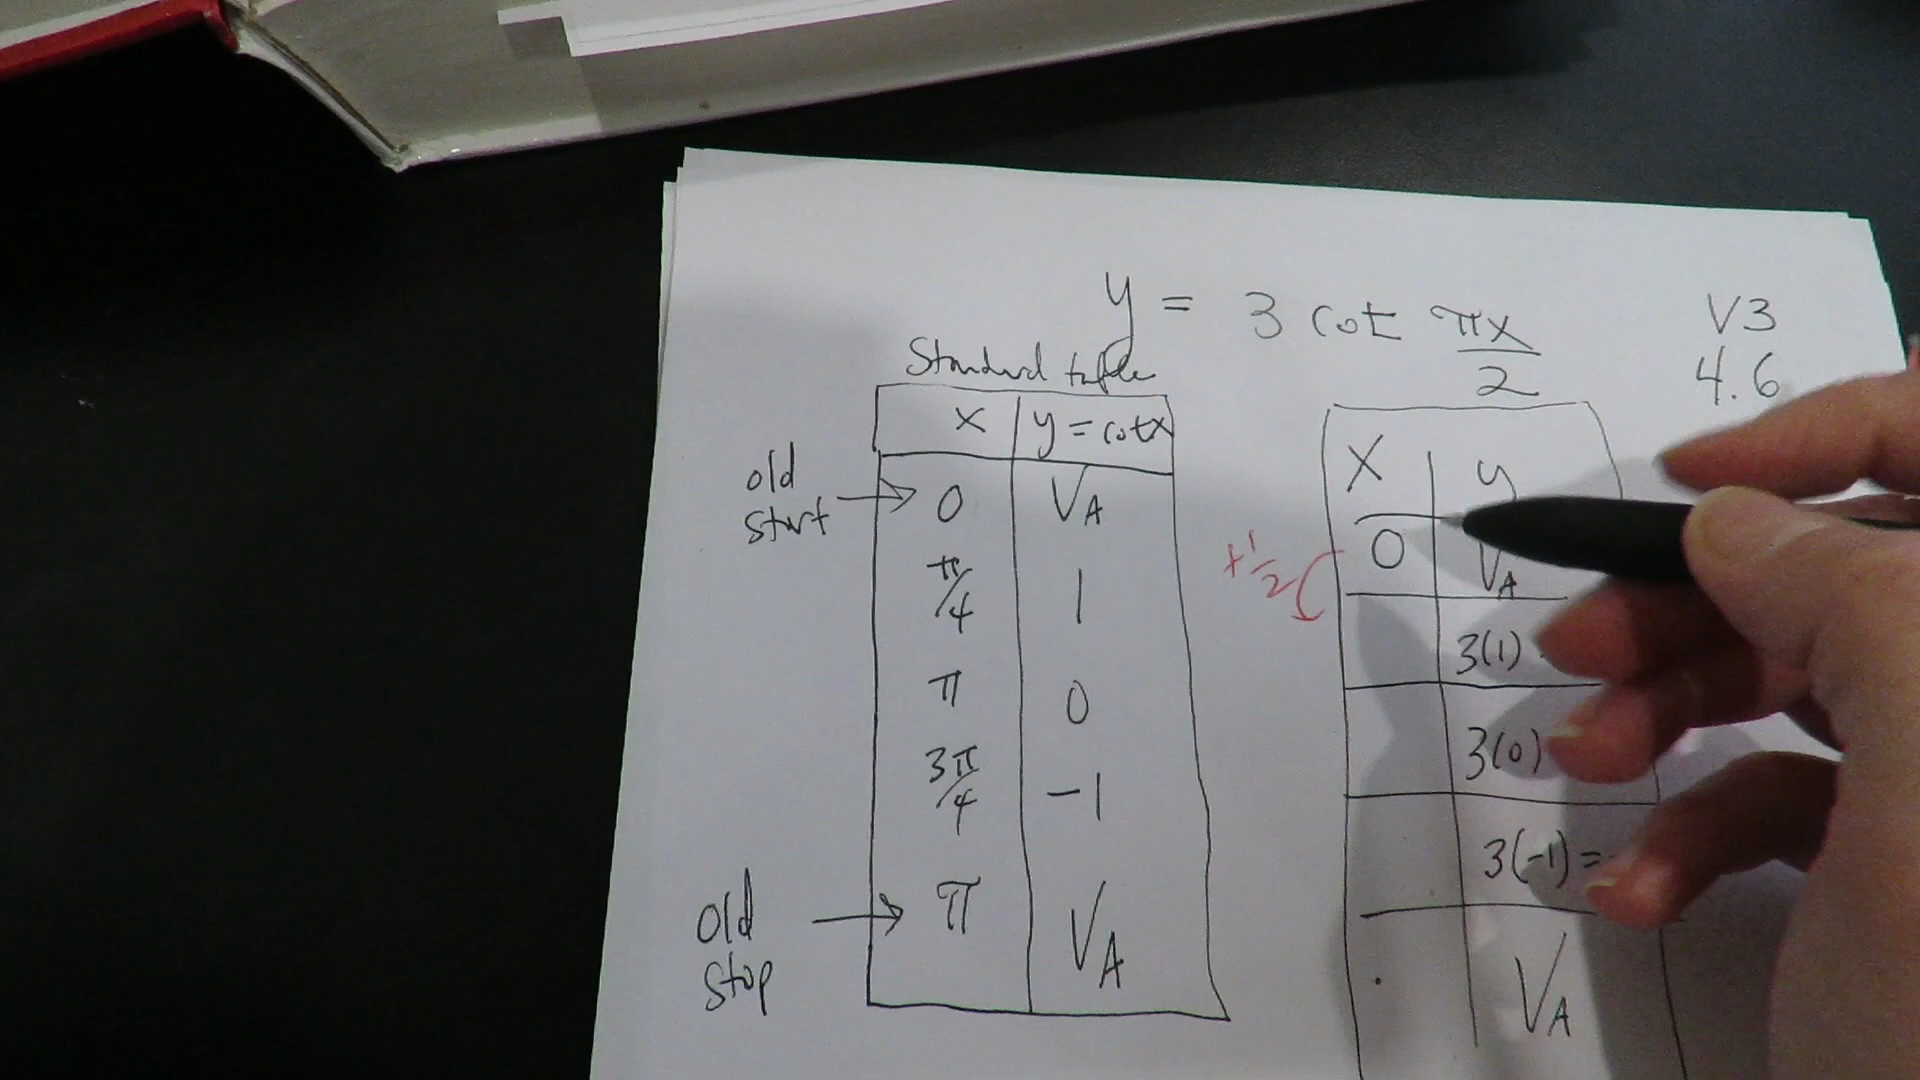 y = 3 cot πx/2
V3
4.6
Standard table
x y = cotx
old start → 0 VA
π/4 1
π 0
3π/4 -1
old stop → π VA
x y
+1/2
0 VA
3(1)
3(0)
3(-1) =
VA